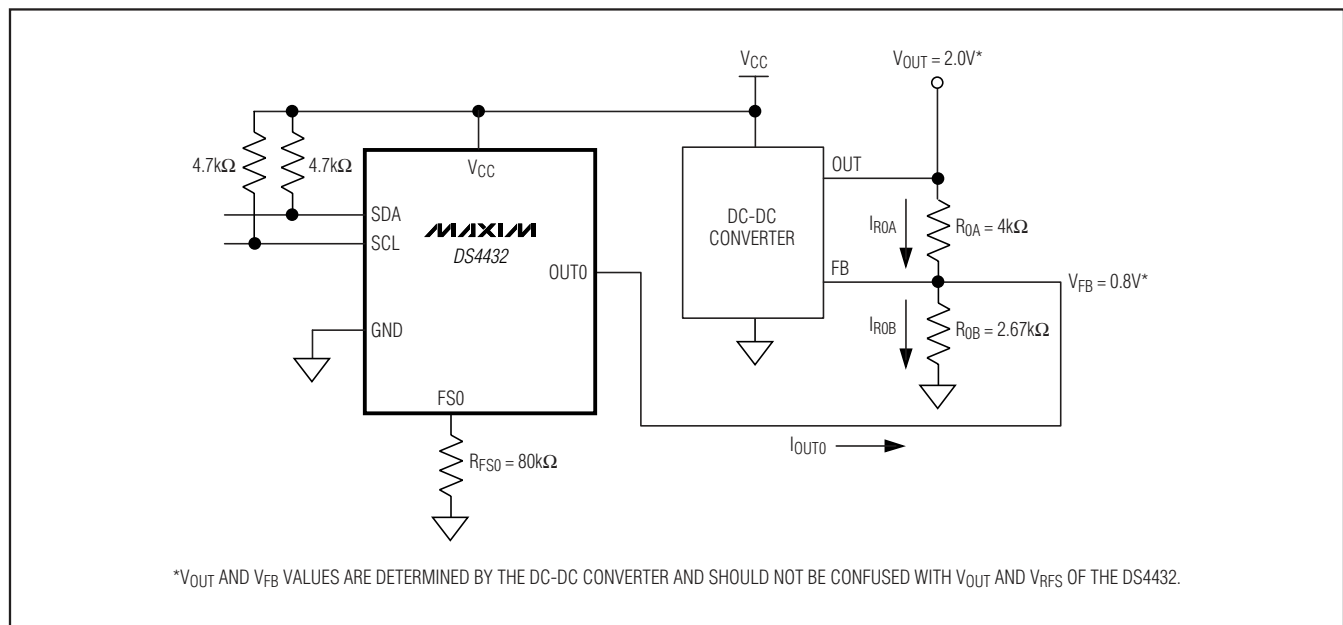 VCC
VOUT = 2.0V*
4.7kΩ
4.7kΩ
VCC
SDA
MAXIM
DS4432
SCL
OUT0
GND
FS0
RFS0 = 80kΩ
OUT
DC-DC
CONVERTER
FB
IR0A
R0A = 4kΩ
VFB = 0.8V*
IR0B
R0B = 2.67kΩ
IOUT0
*VOUT AND VFB VALUES ARE DETERMINED BY THE DC-DC CONVERTER AND SHOULD NOT BE CONFUSED WITH VOUT AND VRFS OF THE DS4432.